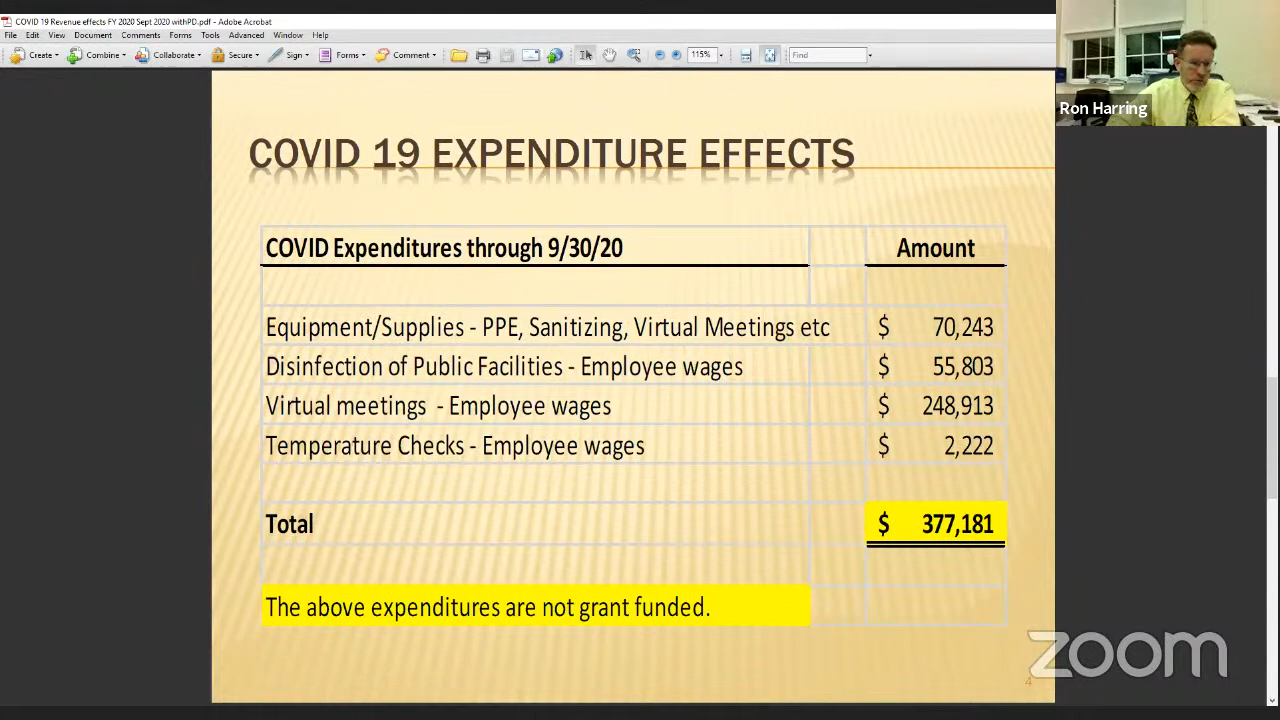 COVID 19 Revenue effects FY 2020 Sept 2020 withPD.pdf - Adobe Acrobat
File Edit View Document Comments Forms Tools Advanced Window Help
Create Combine Collaborate Secure Sign Forms Comment 115% Find
Ron Harring
COVID 19 EXPENDITURE EFFECTS
COVID Expenditures through 9/30/20 Amount
Equipment/Supplies - PPE, Sanitizing, Virtual Meetings etc $ 70,243
Disinfection of Public Facilities - Employee wages $ 55,803
Virtual meetings - Employee wages $ 248,913
Temperature Checks - Employee wages $ 2,222
Total $ 377,181
The above expenditures are not grant funded.
zoom
4